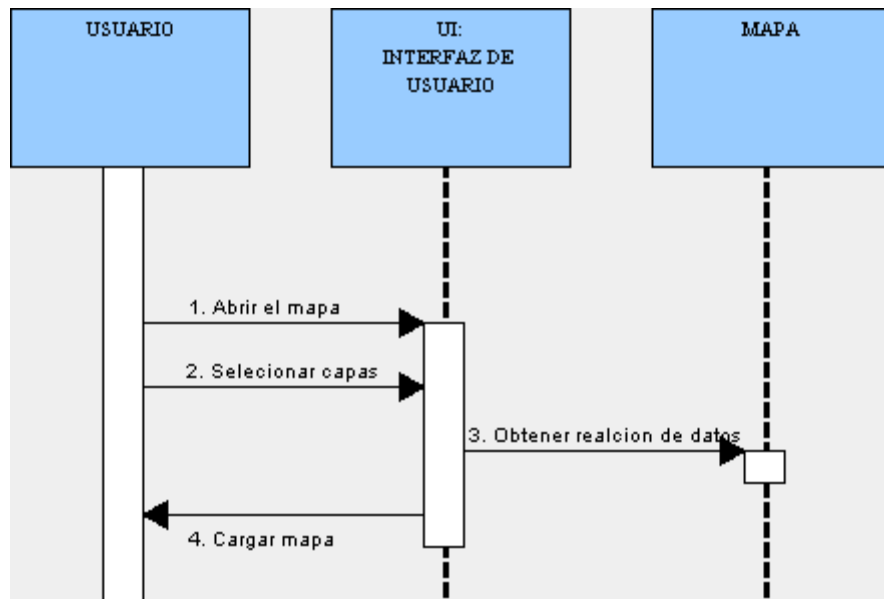 USUARIO
UI:
INTERFAZ DE
USUARIO
MAPA
1. Abrir el mapa
2. Selecionar capas
3. Obtener realcion de datos
4. Cargar mapa